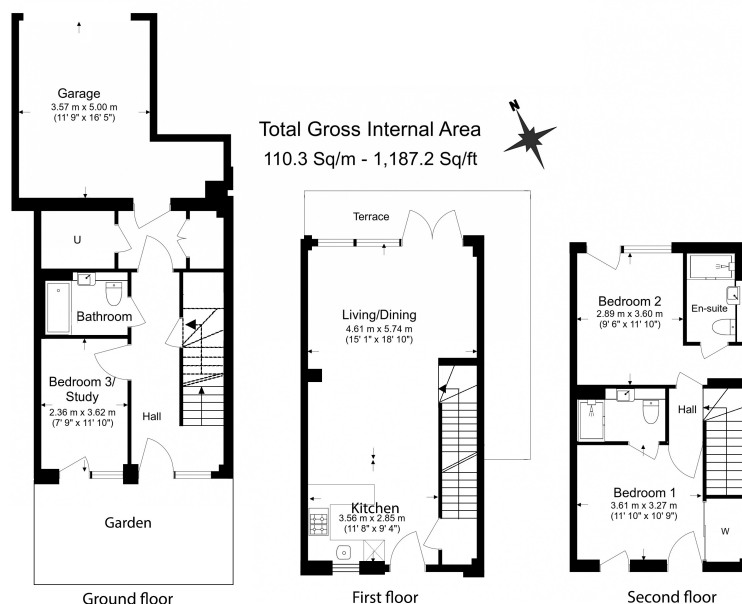 Garage
3.57 m x 5.00 m
(11' 9" x 16' 5")
Total Gross Internal Area
110.3 Sq/m - 1,187.2 Sq/ft
N
U
Bathroom
Bedroom 3/
Study
2.36 m x 3.62 m
(7' 9" x 11' 10")
Hall
Garden
Ground floor
Terrace
Living/Dining
4.61 m x 5.74 m
(15' 1" x 18' 10")
Kitchen
3.56 m x 2.85 m
(11' 8" x 9' 4")
First floor
Bedroom 2
2.89 m x 3.60 m
(9' 6" x 11' 10")
En-suite
Hall
Bedroom 1
3.61 m x 3.27 m
(11' 10" x 10' 9")
W
Second floor